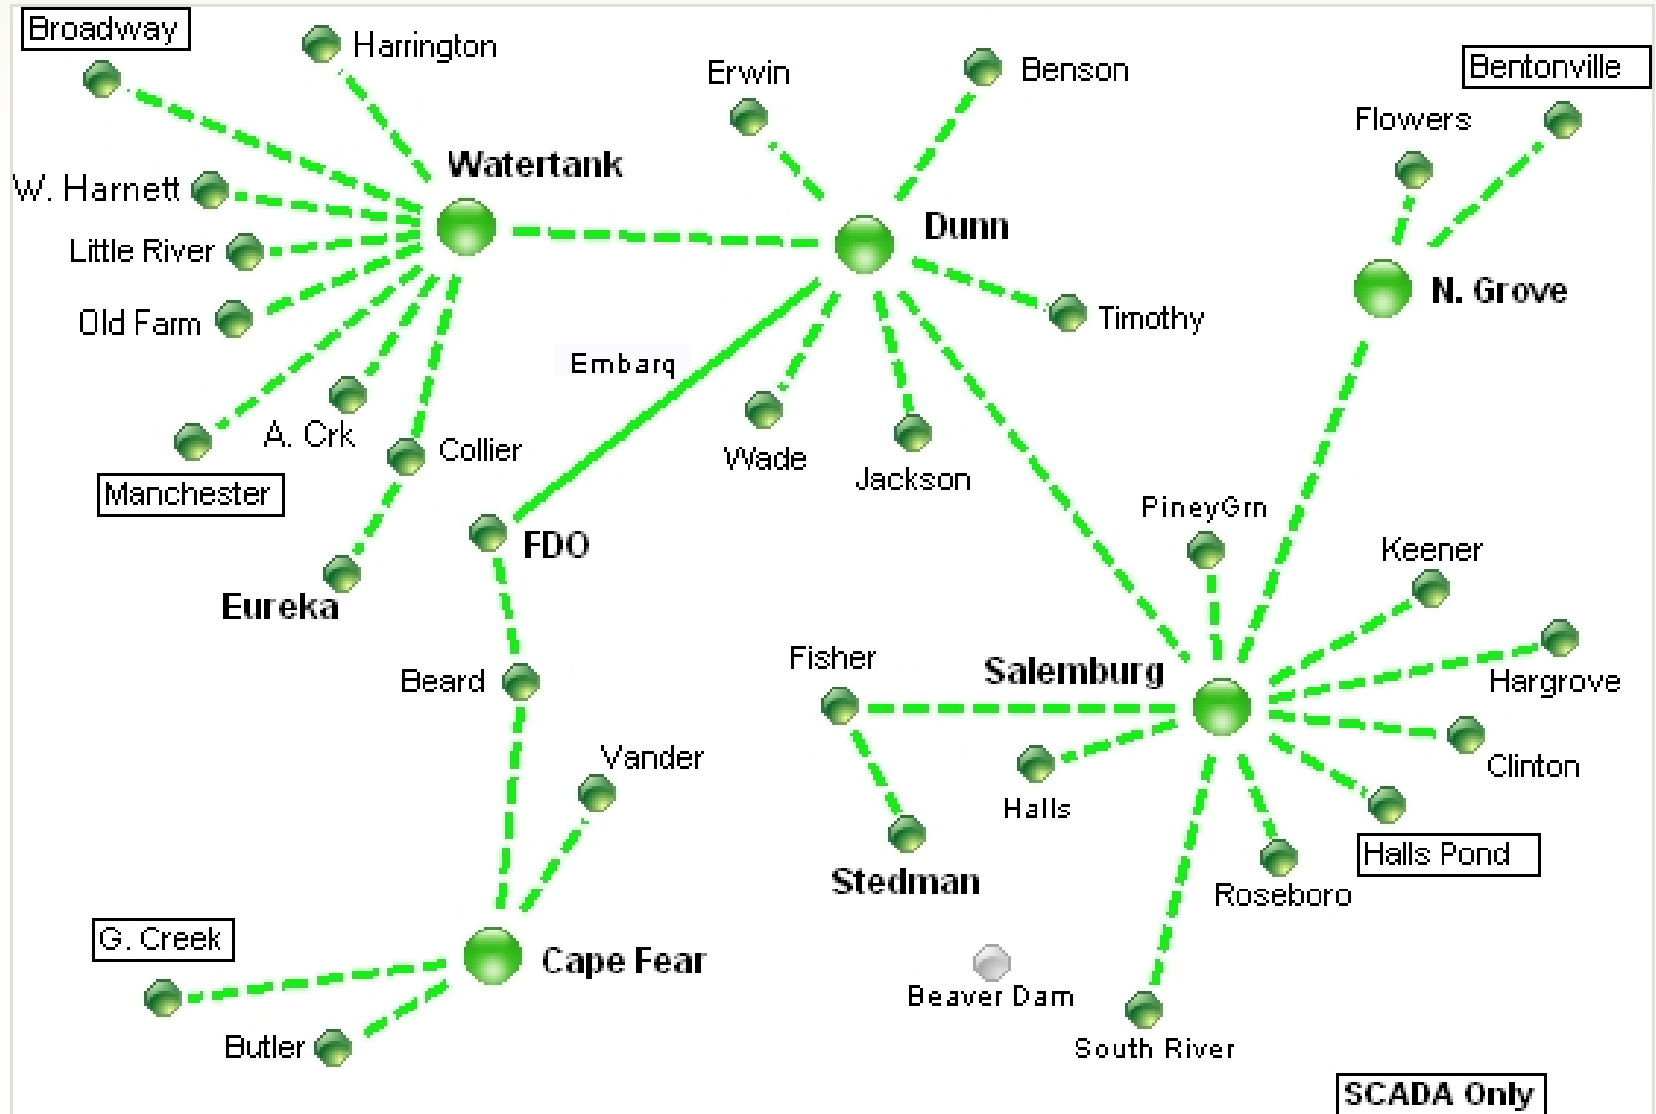 Broadway
Harrington
Erwin
Benson
Bentonville
Flowers
Watertank
W. Harnett
Dunn
Little River
N. Grove
Old Farm
Timothy
Embarq
A. Crk
Collier
Wade
Jackson
Manchester
PineyGrn
FDO
Keener
Eureka
Fisher
Salemburg
Beard
Hargrove
Vander
Clinton
Halls
Halls Pond
Stedman
Roseboro
G. Creek
Cape Fear
Beaver Dam
Butler
South River
SCADA Only